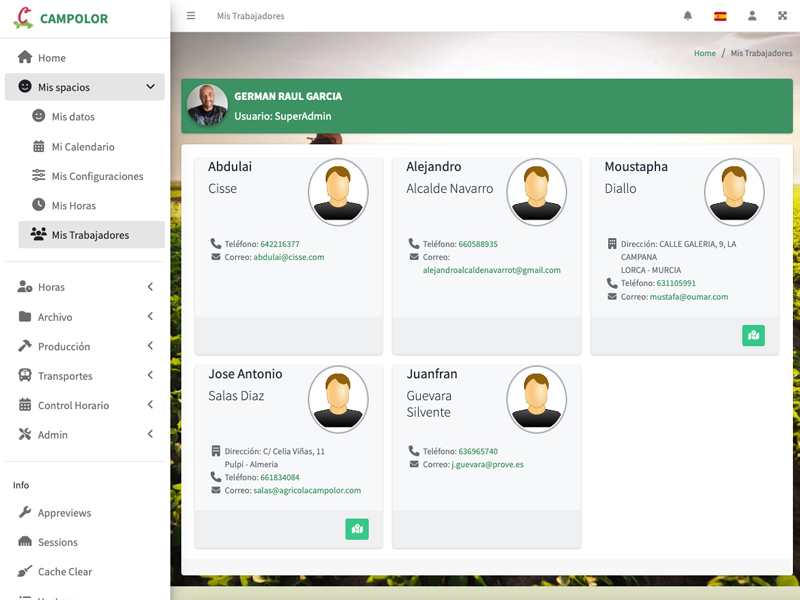 CAMPOLOR
Mis Trabajadores
Home / Mis Trabajadores
Home
Mis spacios
Mis datos
Mi Calendario
Mis Configuraciones
Mis Horas
Mis Trabajadores
Horas
Archivo
Producción
Transportes
Control Horario
Admin
Info
Appreviews
Sessions
Cache Clear
GERMAN RAUL GARCIA
Usuario: SuperAdmin
Abdulai
Cisse
Teléfono: 642216377
Correo: abdulai@cisse.com
Alejandro
Alcalde Navarro
Teléfono: 660588935
Correo:
alejandroalcaldenavarrot@gmail.com
Moustapha
Diallo
Dirección: CALLE GALERIA, 9, LA
CAMPANA
LORCA - MURCIA
Teléfono: 631105991
Correo: mustafa@oumar.com
Jose Antonio
Salas Diaz
Dirección: C/ Celia Viñas, 11
Pulpi - Almeria
Teléfono: 661834084
Correo: salas@agricolacampolor.com
Juanfran
Guevara
Silvente
Teléfono: 636965740
Correo: j.guevara@prove.es